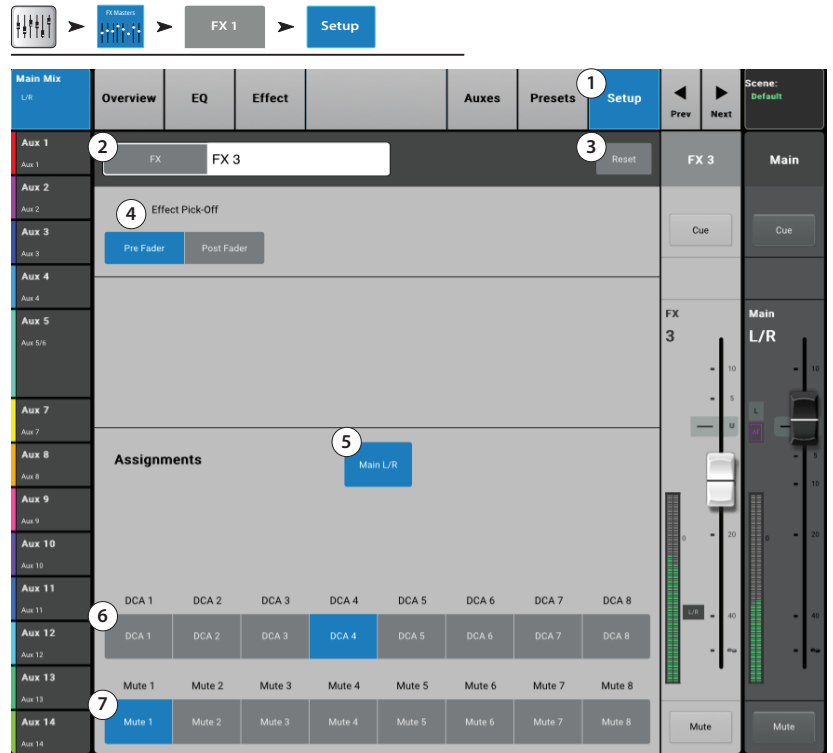 FX Masters
FX 1
Setup
Main Mix
L/R
Overview
EQ
Effect
Auxes
Presets
1
Setup
Prev
Next
Scene:
Default
Aux 1
Aux 1
Aux 2
Aux 2
Aux 3
Aux 3
Aux 4
Aux 4
Aux 5
Aux 5/6
Aux 7
Aux 7
Aux 8
Aux 8
Aux 9
Aux 9
Aux 10
Aux 10
Aux 11
Aux 11
Aux 12
Aux 12
Aux 13
Aux 13
Aux 14
Aux 14
2
FX
FX 3
3
Reset
4
Effect Pick-Off
Pre Fader
Post Fader
Assignments
5
Main L/R
DCA 1 DCA 2 DCA 3 DCA 4 DCA 5 DCA 6 DCA 7 DCA 8
6
DCA 1 DCA 2 DCA 3 DCA 4 DCA 5 DCA 6 DCA 7 DCA 8
Mute 1 Mute 2 Mute 3 Mute 4 Mute 5 Mute 6 Mute 7 Mute 8
7
Mute 1 Mute 2 Mute 3 Mute 4 Mute 5 Mute 6 Mute 7 Mute 8
FX 3
Cue
FX
3
10
5
U
0
20
L/R
40
∞
Mute
Main
Cue
Main
L/R
10
L
5
10
0
20
40
∞
Mute